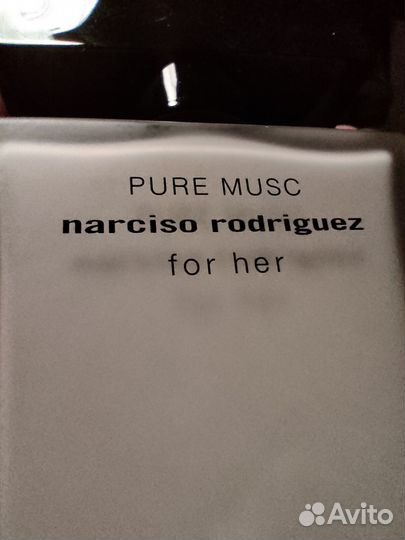 PURE MUSC
narciso rodriguez
for her
Avito